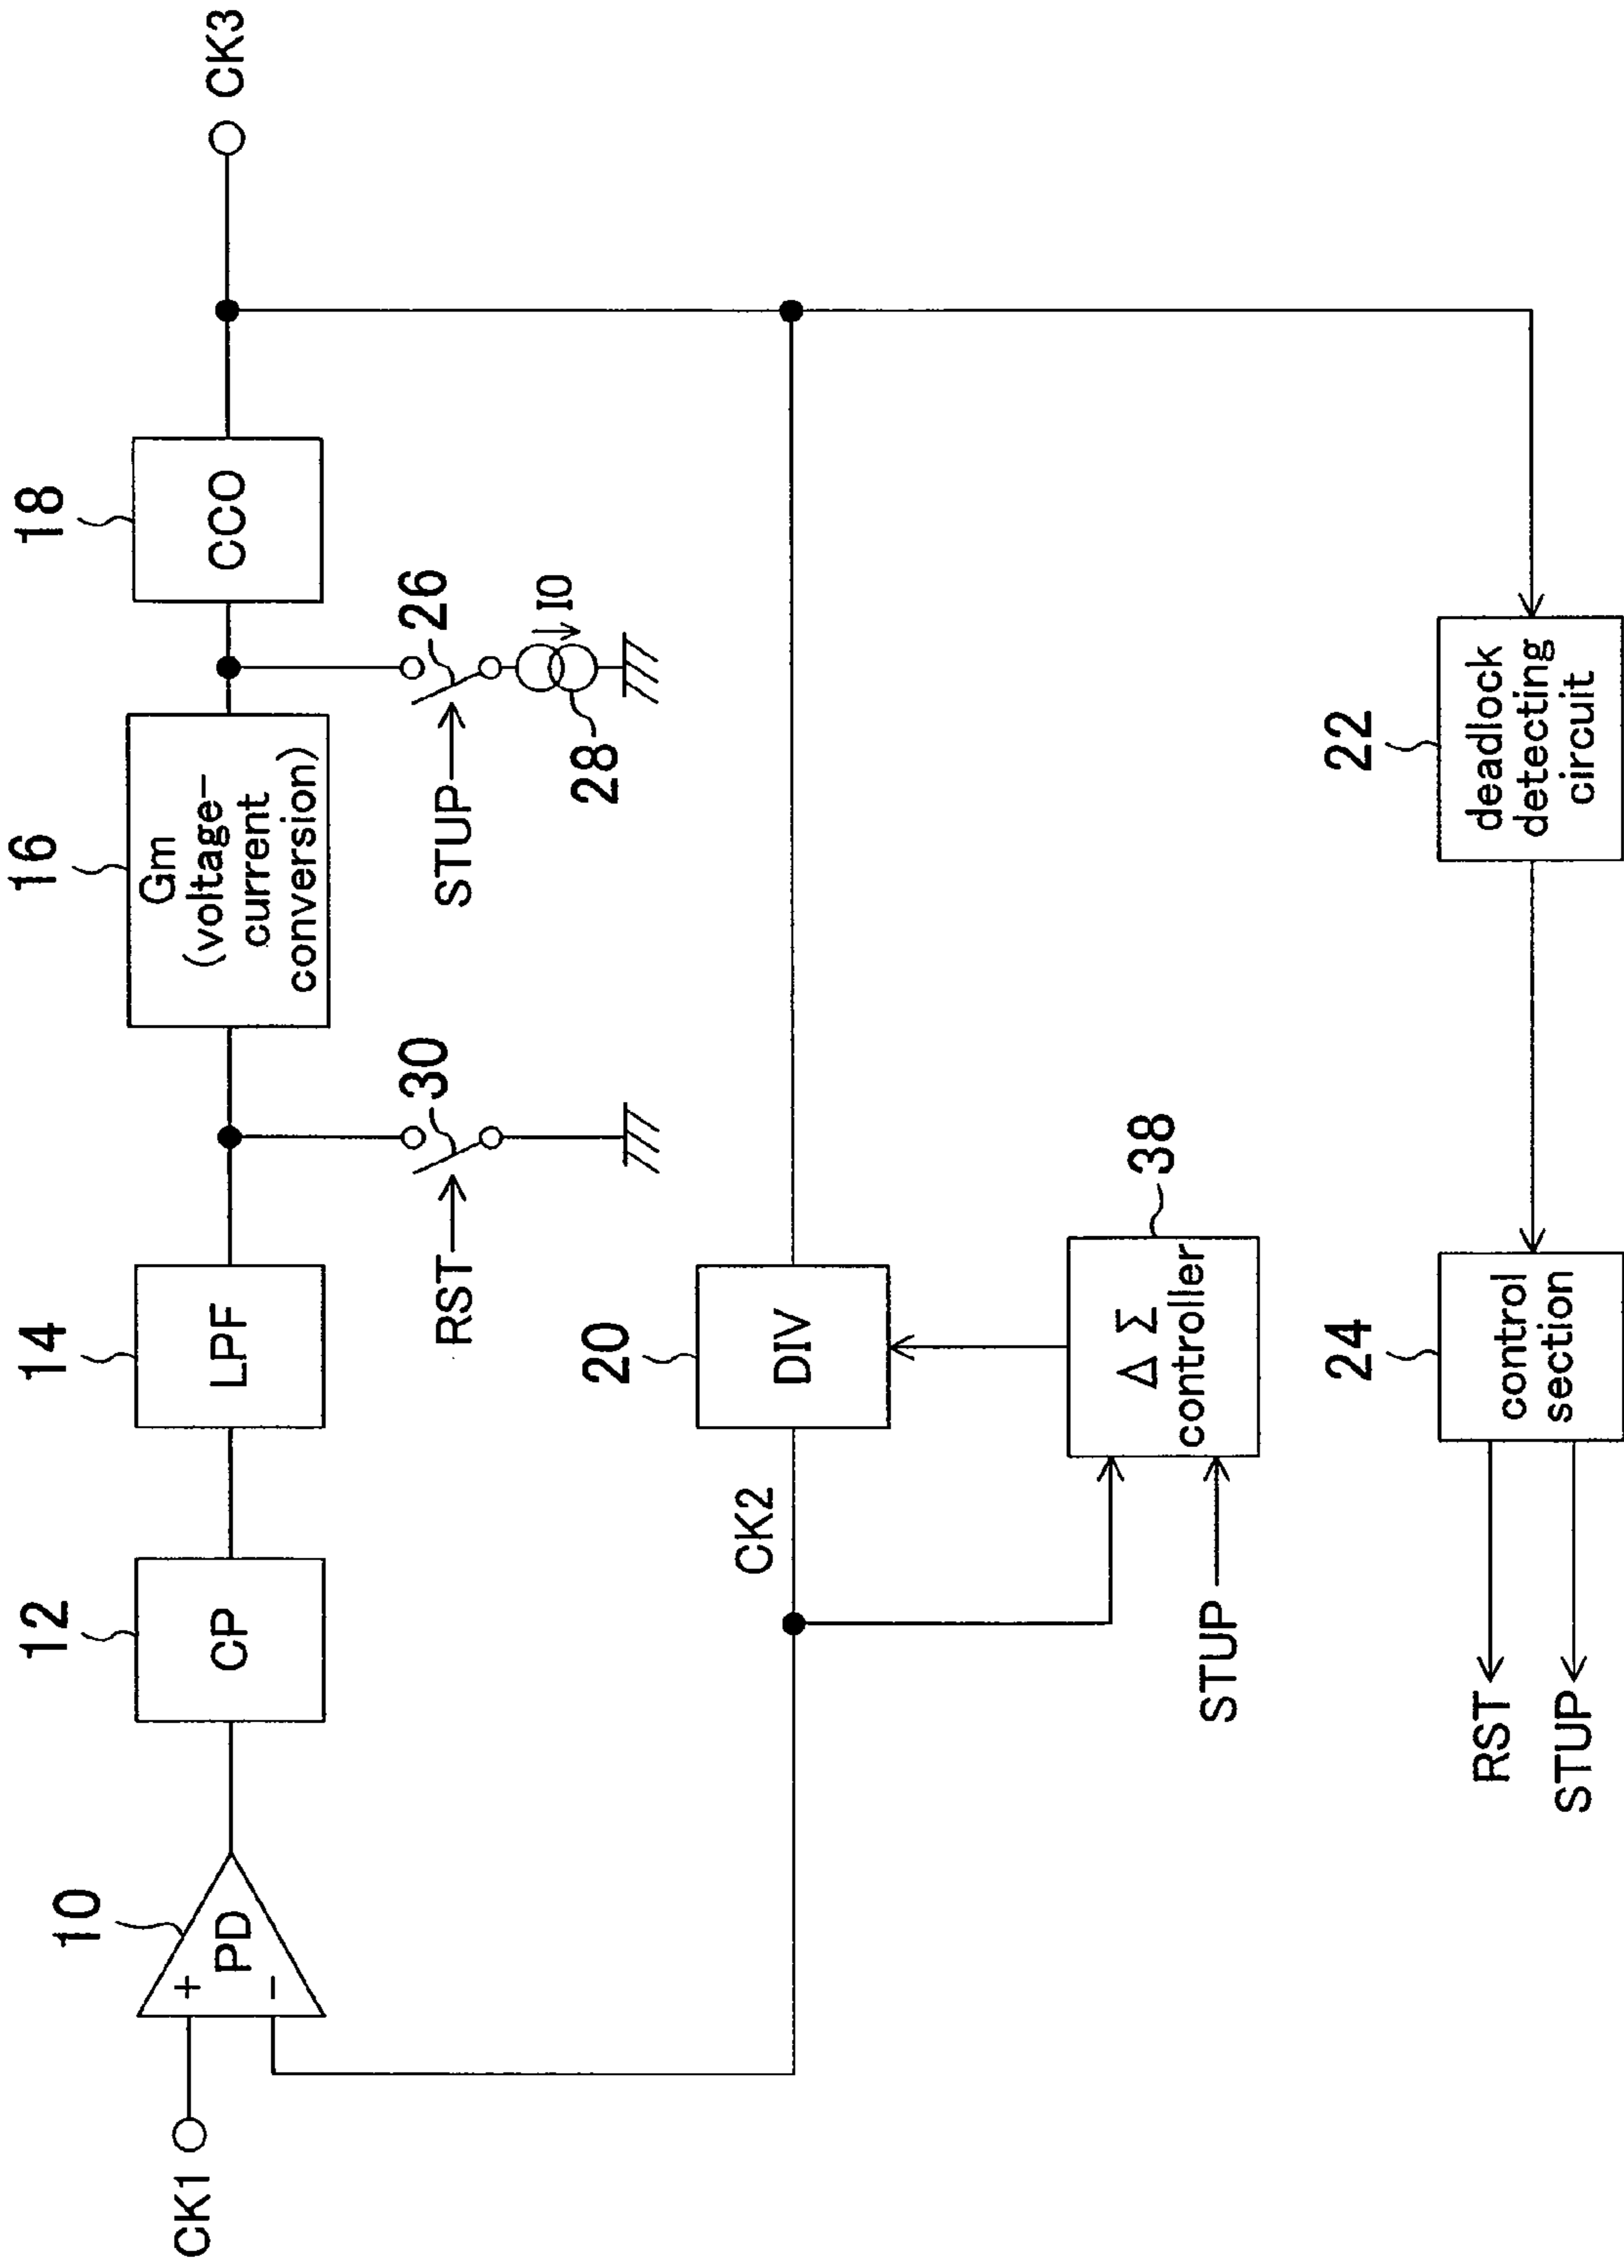 10
12
14
16
18
CK1
+
−
PD
CP
LPF
Gm
(voltage-
current
conversion)
CCO
CK3
RST
30
STUP
26
28
I0
20
CK2
DIV
STUP
Δ Σ
controller
38
24
22
RST
STUP
control
section
deadlock
detecting
circuit